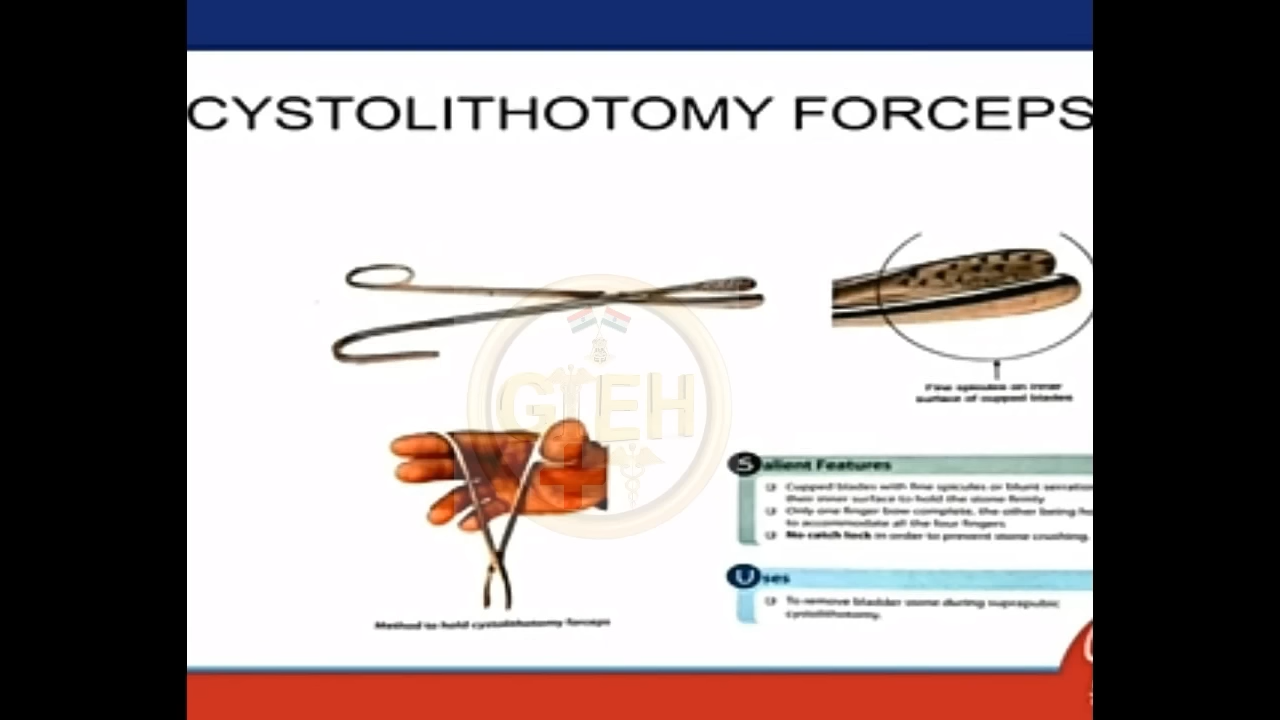 CYSTOLITHOTOMY FORCEPS
GTEH
Fine spicules on inner
surface of cupped blades
Salient Features
Cupped blades with fine spicules or blunt
their inner surface to hold the stone firmly
Only one finger bow complete, the other being
to accommodate all the four fingers
No catch lock in order to prevent stone crushing.
Uses
To remove bladder stone during suprapubic
cystolithotomy.
Method to hold cystolithotomy forceps